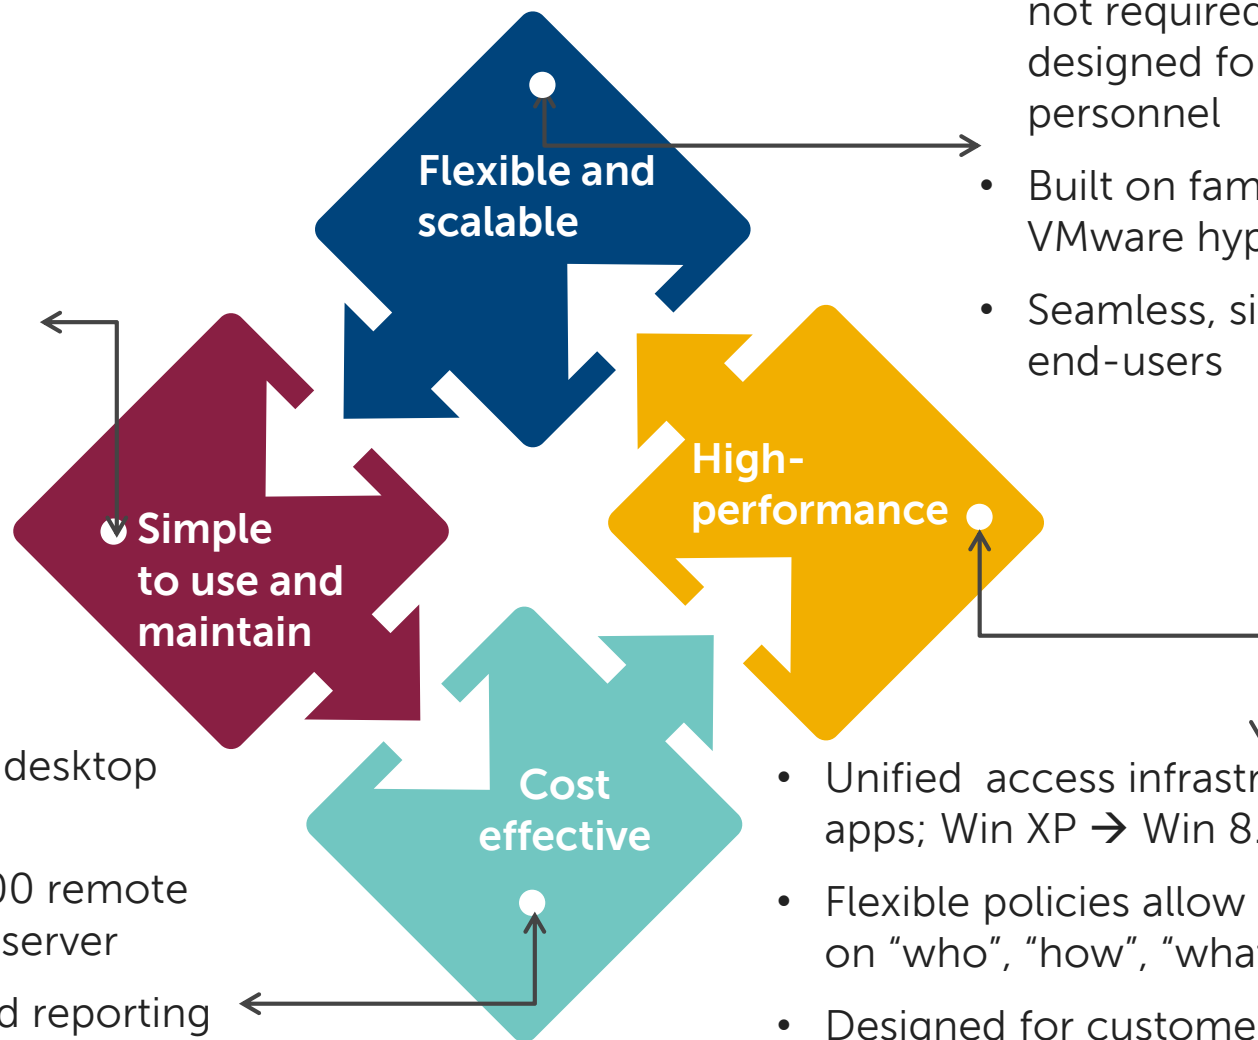 not required
designed fo
personnel
• Built on fam
VMware hyp
• Seamless, si
end-users
Flexible and
scalable
High-
performance
Simple
to use and
maintain
Cost
effective
desktop
00 remote
server
d reporting
• Unified access infrastr
apps; Win XP → Win 8.
• Flexible policies allow
on “who”, “how”, “what
• Designed for custome